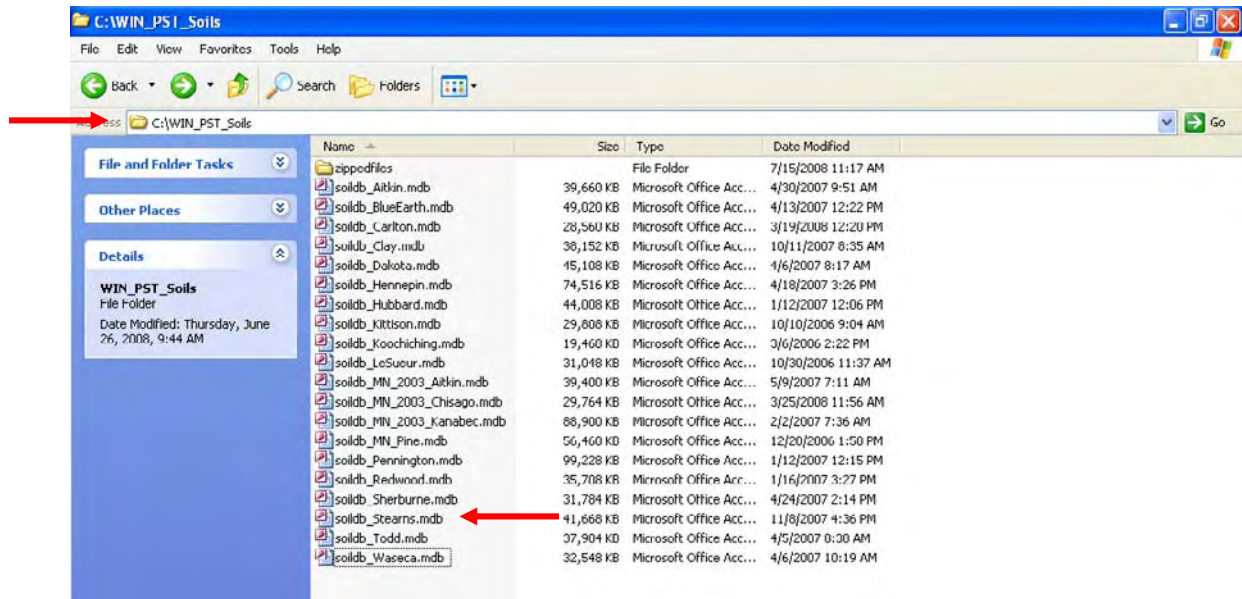 C:\WIN_PST_Soils
File Edit View Favorites Tools Help
Back Search Folders
Address C:\WIN_PST_Soils Go
File and Folder Tasks
Other Places
Details
WIN_PST_Soils
File Folder
Date Modified: Thursday, June
26, 2008, 9:44 AM
Name Size Type Date Modified
zippedfiles File Folder 7/15/2008 11:17 AM
soildb_Aitkin.mdb 39,660 KB Microsoft Office Acc... 4/30/2007 9:51 AM
soildb_BlueEarth.mdb 49,020 KB Microsoft Office Acc... 4/13/2007 12:22 PM
soildb_Carlton.mdb 28,560 KB Microsoft Office Acc... 3/19/2008 12:20 PM
soildb_Clay.mdb 38,152 KB Microsoft Office Acc... 10/11/2007 8:35 AM
soildb_Dakota.mdb 45,108 KB Microsoft Office Acc... 4/6/2007 8:17 AM
soildb_Hennepin.mdb 74,516 KB Microsoft Office Acc... 4/18/2007 3:26 PM
soildb_Hubbard.mdb 44,008 KB Microsoft Office Acc... 1/12/2007 12:06 PM
soildb_Kittson.mdb 29,808 KB Microsoft Office Acc... 10/10/2006 9:04 AM
soildb_Koochiching.mdb 19,460 KB Microsoft Office Acc... 3/6/2006 2:22 PM
soildb_LeSueur.mdb 31,048 KB Microsoft Office Acc... 10/30/2006 11:37 AM
soildb_MN_2003_Aitkin.mdb 39,400 KB Microsoft Office Acc... 5/9/2007 7:11 AM
soildb_MN_2003_Chisago.mdb 29,764 KB Microsoft Office Acc... 3/25/2008 11:56 AM
soildb_MN_2003_Kanabec.mdb 88,900 KB Microsoft Office Acc... 2/2/2007 7:36 AM
soildb_MN_Pine.mdb 56,460 KB Microsoft Office Acc... 12/20/2006 1:50 PM
soildb_Pennington.mdb 99,228 KB Microsoft Office Acc... 1/12/2007 12:15 PM
soildb_Redwood.mdb 35,708 KB Microsoft Office Acc... 1/16/2007 3:27 PM
soildb_Sherburne.mdb 31,784 KB Microsoft Office Acc... 4/24/2007 2:14 PM
soildb_Stearns.mdb 41,668 KB Microsoft Office Acc... 11/8/2007 4:36 PM
soildb_Todd.mdb 37,904 KB Microsoft Office Acc... 4/5/2007 AM
soildb_Waseca.mdb 32,548 KB Microsoft Office Acc... 4/6/2007 10:19 AM